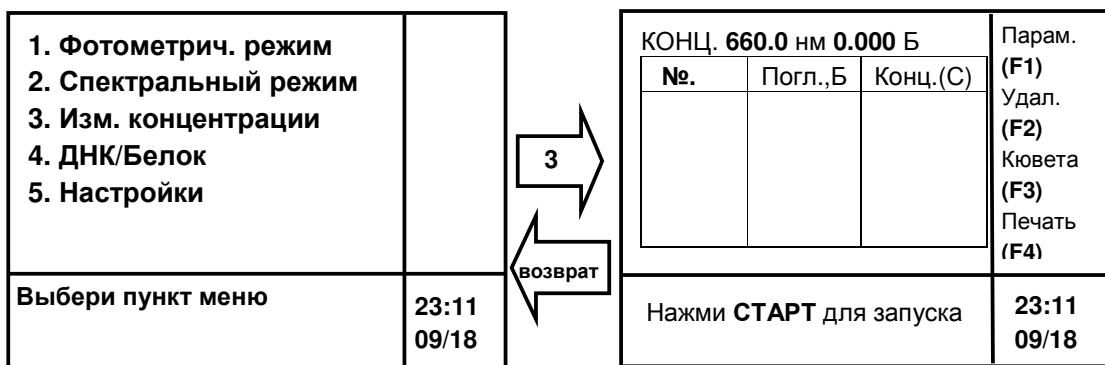 1. Фотометрич. режим
2. Спектральный режим
3. Изм. концентрации
4. ДНК/Белок
5. Настройки
Выбери пункт меню
23:11
09/18
3
возврат
КОНЦ. 660.0 нм 0.000 Б
№. Погл.,Б Конц.(С)
Парам.
(F1)
Удал.
(F2)
Кювета
(F3)
Печать
(F4)
Нажми СТАРТ для запуска
23:11
09/18